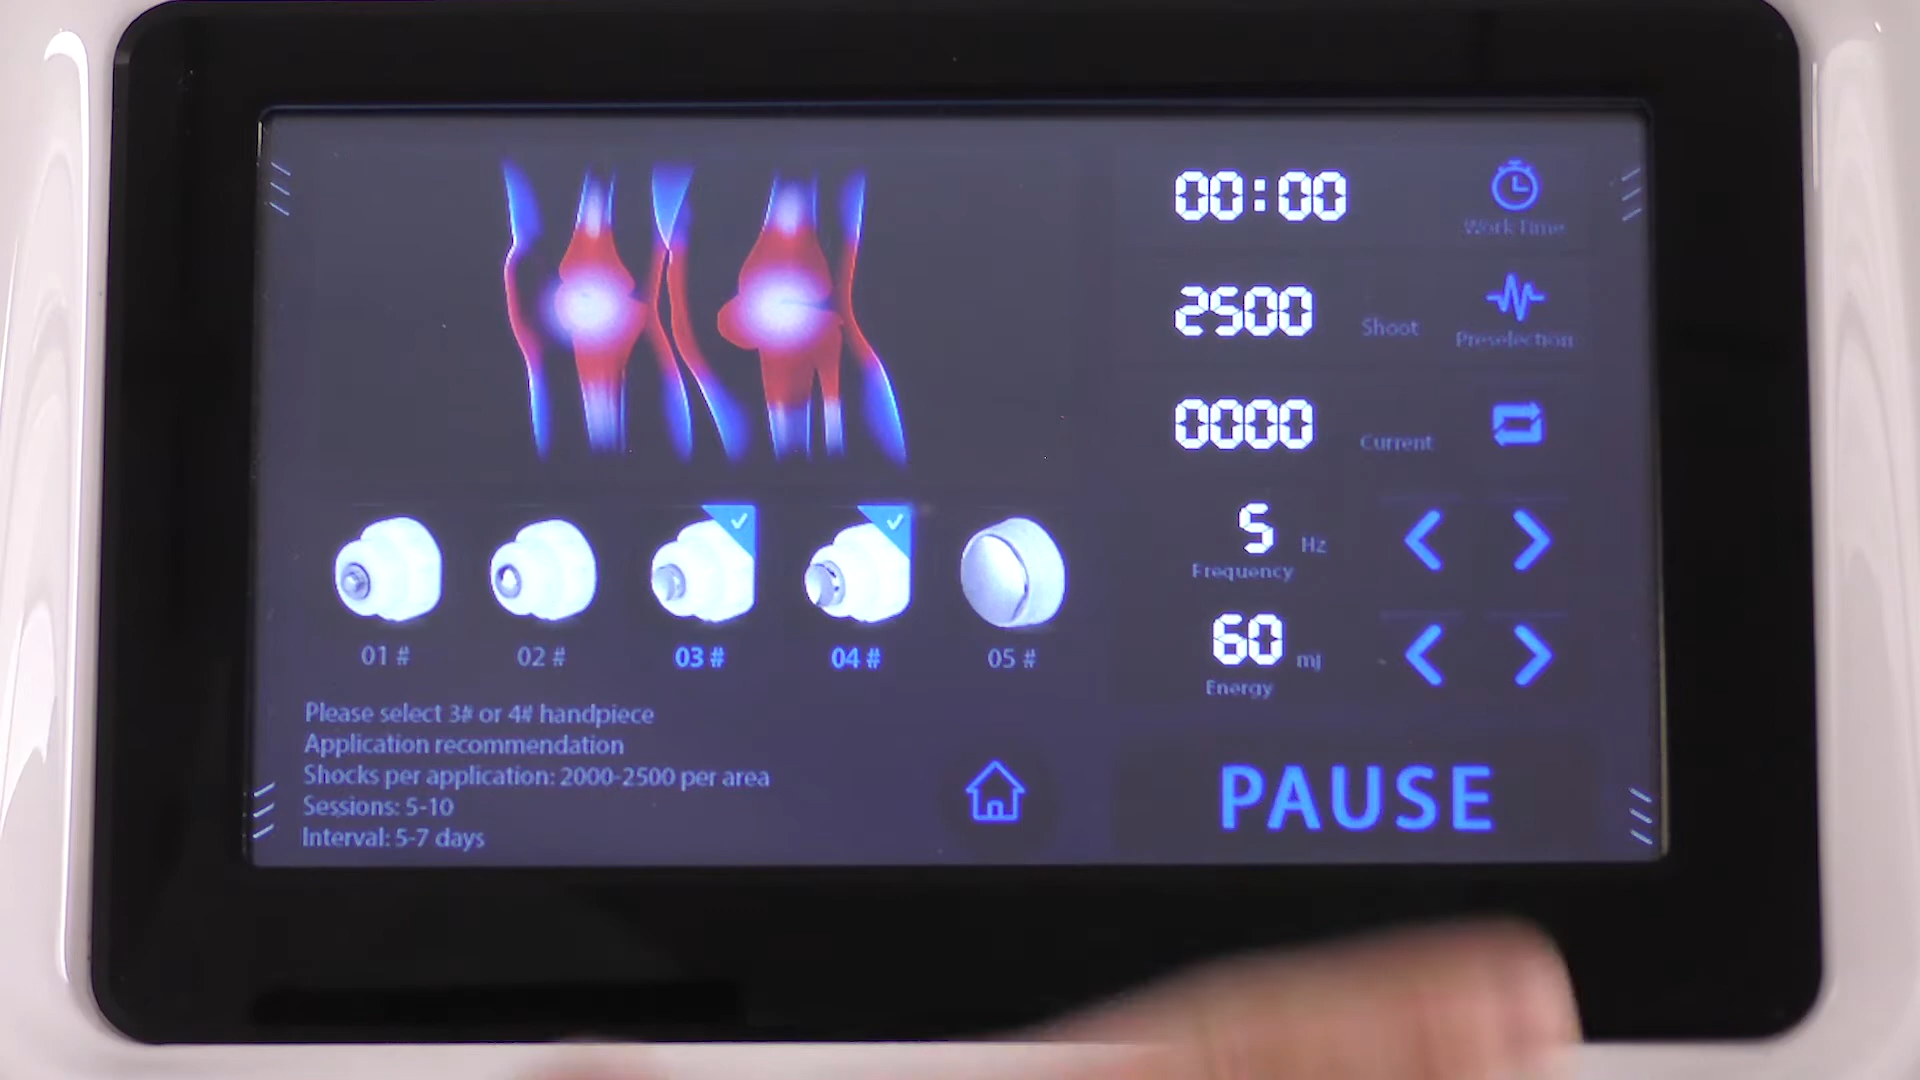 00:00
Work Time
2500 Shoot
Preselection
0000 Current
5 Hz
Frequency
60 mj
Energy
01 # 02 # 03 # 04 # 05 #
Please select 3# or 4# handpiece
Application recommendation
Shocks per application: 2000-2500 per area
Sessions: 5-10
Interval: 5-7 days
PAUSE